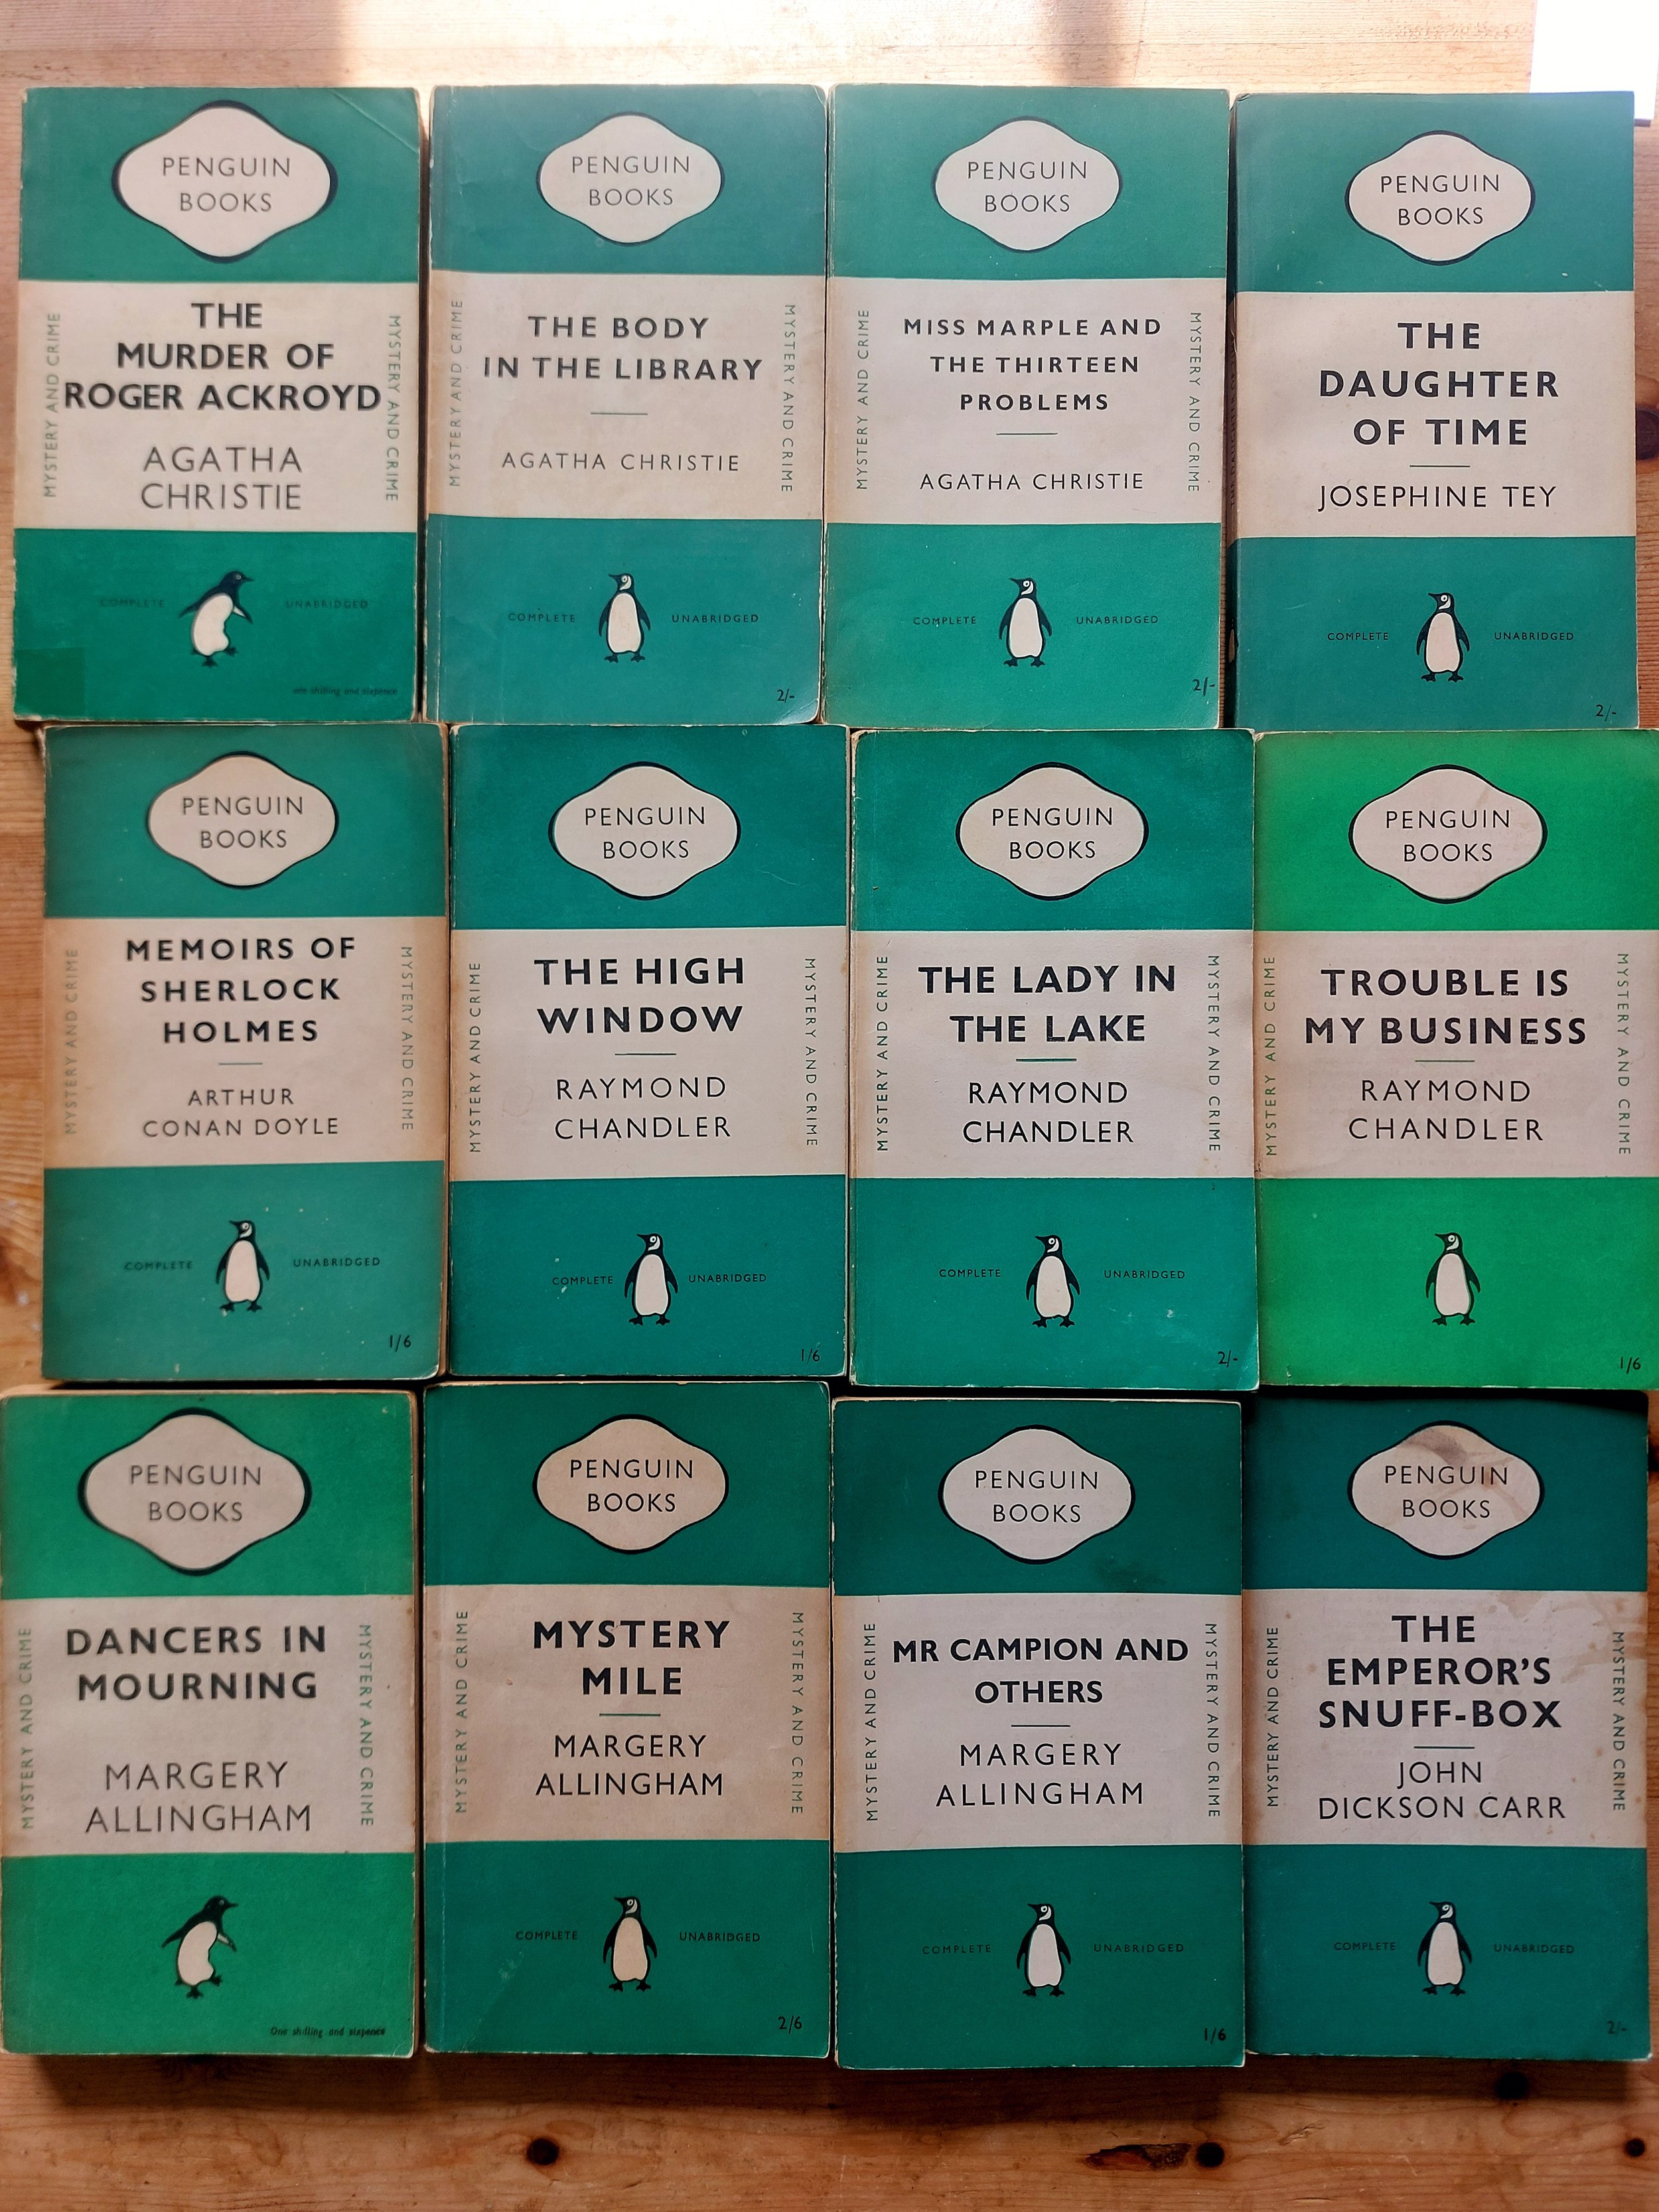 PENGUIN
BOOKS
MYSTERY AND CRIME
THE
MURDER OF
ROGER ACKROYD
AGATHA
CHRISTIE
MYSTERY AND CRIME
COMPLETE UNABRIDGED
one shilling and sixpence
PENGUIN
BOOKS
MYSTERY AND CRIME
THE BODY
IN THE LIBRARY
AGATHA CHRISTIE
MYSTERY AND CRIME
COMPLETE UNABRIDGED
2/-
PENGUIN
BOOKS
MYSTERY AND CRIME
MISS MARPLE AND
THE THIRTEEN
PROBLEMS
AGATHA CHRISTIE
MYSTERY AND CRIME
COMPLETE UNABRIDGED
2/-
PENGUIN
BOOKS
THE
DAUGHTER
OF TIME
JOSEPHINE TEY
COMPLETE UNABRIDGED
2/-
PENGUIN
BOOKS
MYSTERY AND CRIME
MEMOIRS OF
SHERLOCK
HOLMES
ARTHUR
CONAN DOYLE
MYSTERY AND CRIME
COMPLETE UNABRIDGED
1/6
PENGUIN
BOOKS
MYSTERY AND CRIME
THE HIGH
WINDOW
RAYMOND
CHANDLER
MYSTERY AND CRIME
COMPLETE UNABRIDGED
1/6
PENGUIN
BOOKS
MYSTERY AND CRIME
THE LADY IN
THE LAKE
RAYMOND
CHANDLER
MYSTERY AND CRIME
COMPLETE UNABRIDGED
2/-
PENGUIN
BOOKS
MYSTERY AND CRIME
TROUBLE IS
MY BUSINESS
RAYMOND
CHANDLER
MYSTERY AND CRIME
1/6
PENGUIN
BOOKS
MYSTERY AND CRIME
DANCERS IN
MOURNING
MARGERY
ALLINGHAM
MYSTERY AND CRIME
One shilling and sixpence
PENGUIN
BOOKS
MYSTERY AND CRIME
MYSTERY
MILE
MARGERY
ALLINGHAM
MYSTERY AND CRIME
COMPLETE UNABRIDGED
2/6
PENGUIN
BOOKS
MYSTERY AND CRIME
MR CAMPION AND
OTHERS
MARGERY
ALLINGHAM
MYSTERY AND CRIME
COMPLETE UNABRIDGED
1/6
PENGUIN
BOOKS
MYSTERY AND CRIME
THE
EMPEROR'S
SNUFF-BOX
JOHN
DICKSON CARR
MYSTERY AND CRIME
COMPLETE UNABRIDGED
2/-